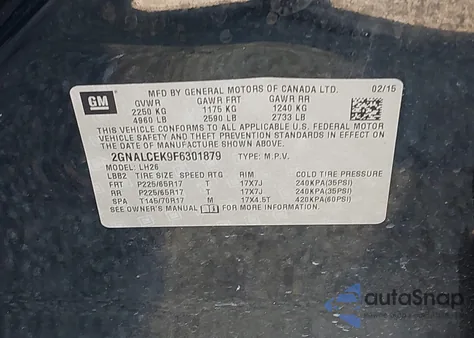 GM
MFD BY GENERAL MOTORS OF CANADA LTD. 02/15
GVWR GAWR FRT GAWR RR
2250 KG 1175 KG 1240 KG
4960 LB 2590 LB 2733 LB
THIS VEHICLE CONFORMS TO ALL APPLICABLE U.S. FEDERAL MOTOR
VEHICLE SAFETY AND THEFT PREVENTION STANDARDS IN EFFECT ON
THE DATE OF MANUFACTURE SHOWN ABOVE.
2GNALCEK9F6301879 TYPE: M.P.V.
MODEL: LH26
LBB2 TIRE SIZE SPEED RTG RIM COLD TIRE PRESSURE
FRT P225/65R17 T 17X7J 240KPA(35PSI)
RR P225/65R17 T 17X7J 240KPA(35PSI)
SPA T145/70R17 M 17X4.5T 420KPA(60PSI)
SEE OWNER'S MANUAL FOR MORE INFORMATION.
autoSnap